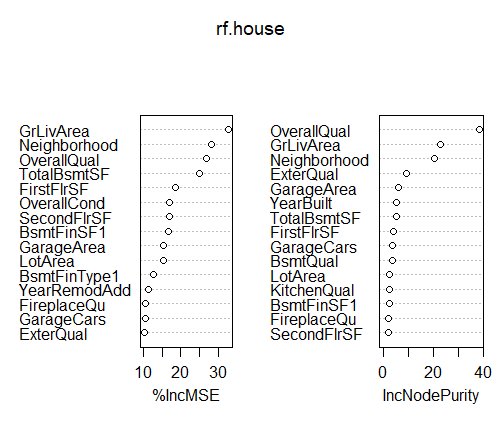 rf.house
GrLivArea
Neighborhood
OverallQual
TotalBsmtSF
FirstFlrSF
OverallCond
SecondFlrSF
BsmtFinSF1
GarageArea
LotArea
BsmtFinType1
YearRemodAdd
FireplaceQu
GarageCars
ExterQual
10 20 30
%IncMSE
OverallQual
GrLivArea
Neighborhood
ExterQual
GarageArea
YearBuilt
TotalBsmtSF
FirstFlrSF
GarageCars
BsmtQual
LotArea
KitchenQual
BsmtFinSF1
FireplaceQu
SecondFlrSF
0 20 40
IncNodePurity